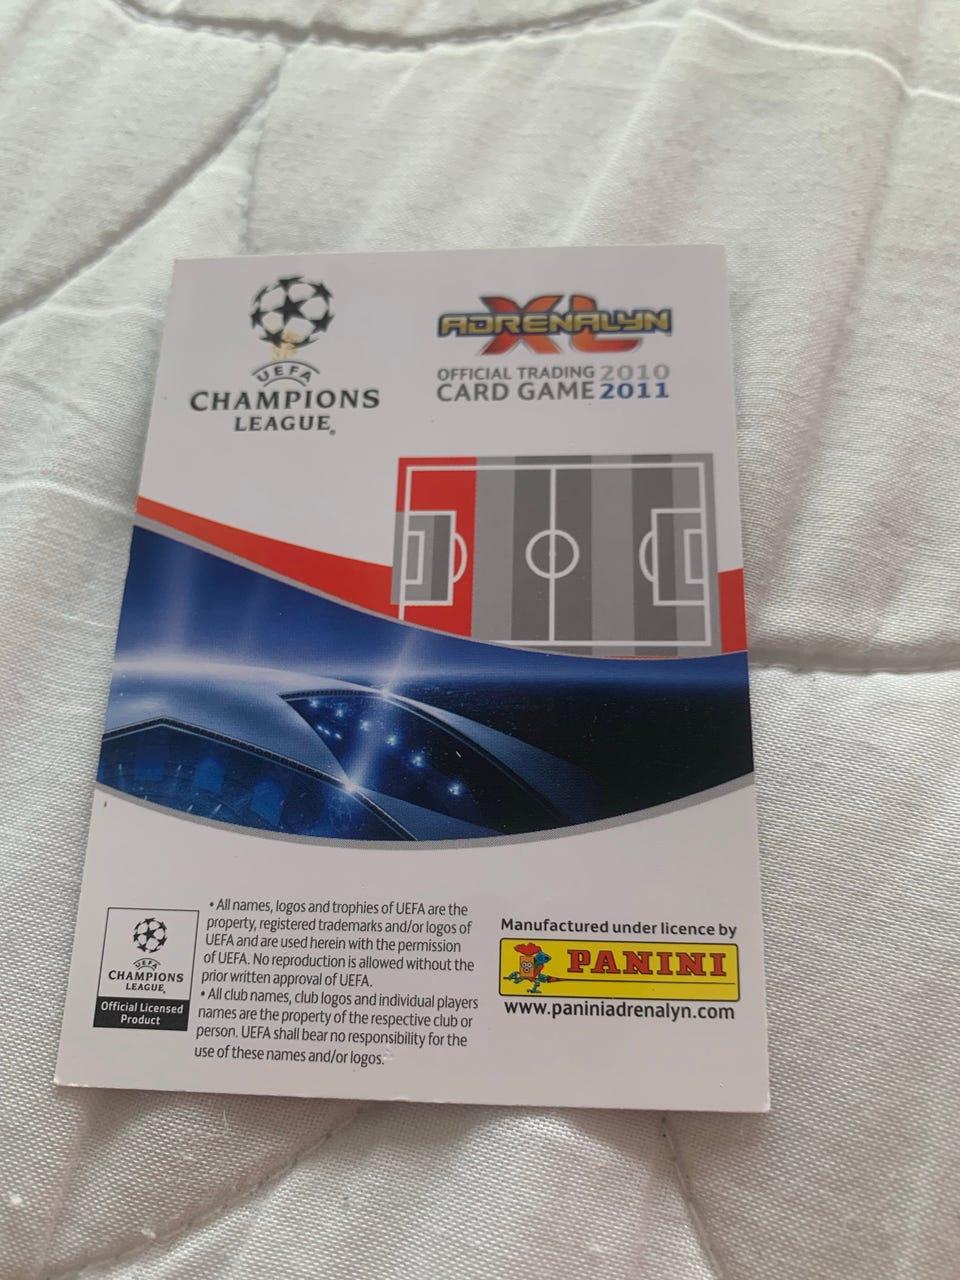 UEFA
CHAMPIONS
LEAGUE®
ADRENALYN
XL
OFFICIAL TRADING 2010
CARD GAME 2011
UEFA
CHAMPIONS
LEAGUE
Official Licensed
Product
• All names, logos and trophies of UEFA are the
property, registered trademarks and/or logos of
UEFA and are used herein with the permission
of UEFA. No reproduction is allowed without the
prior written approval of UEFA.
• All club names, club logos and individual players
names are the property of the respective club or
person. UEFA shall bear no responsibility for the
use of these names and/or logos.
Manufactured under licence by
PANINI
www.paniniadrenalyn.com